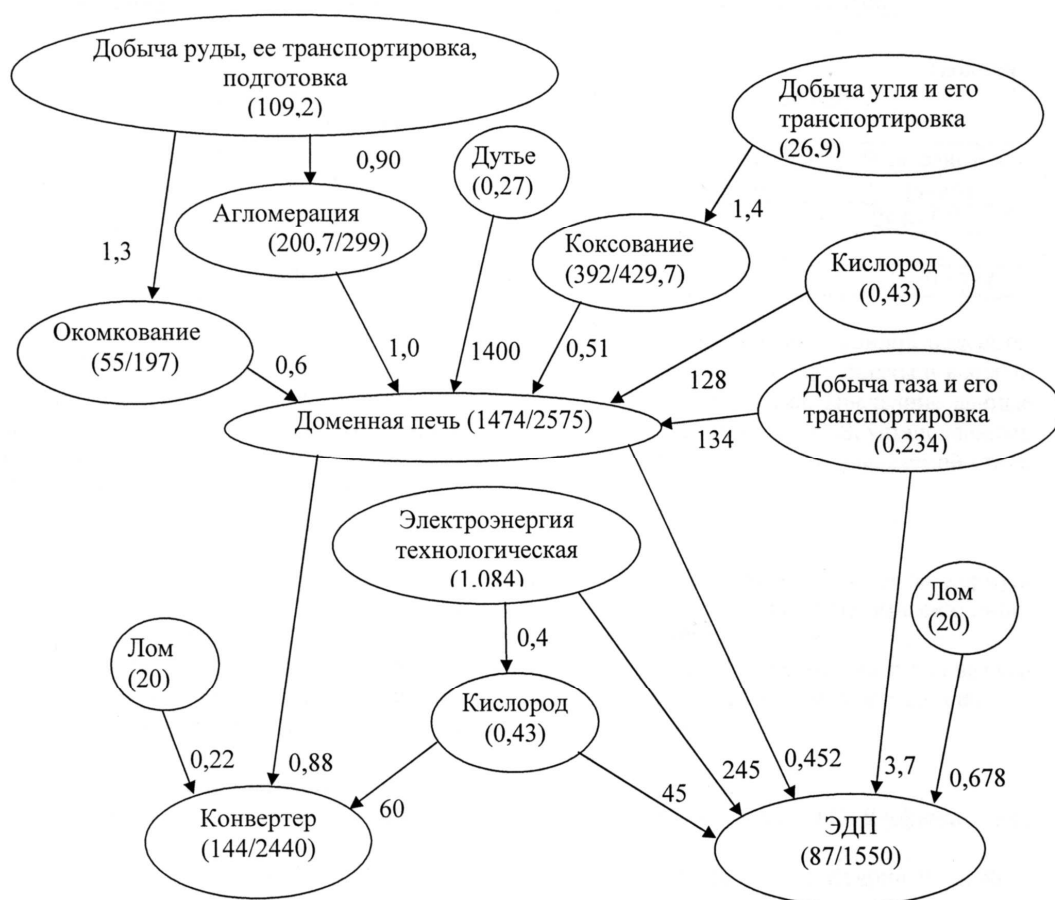 Добыча руды, ее транспортировка,
подготовка
(109,2)
Добыча угля и его
транспортировка
(26,9)
0,90
Дутье
(0,27)
1,4
Агломерация
(200,7/299)
1,3
Коксование
(392/429,7)
Кислород
(0,43)
Окомкование
(55/197)
0,6
1,0
1400
0,51
128
Добыча газа и его
транспортировка
(0,234)
Доменная печь (1474/2575)
134
Электроэнергия
технологическая
(1,084)
Лом
(20)
0,4
Лом
(20)
Кислород
(0,43)
0,22
0,88
60
45
245
0,452
3,7
0,678
Конвертер
(144/2440)
ЭДП
(87/1550)